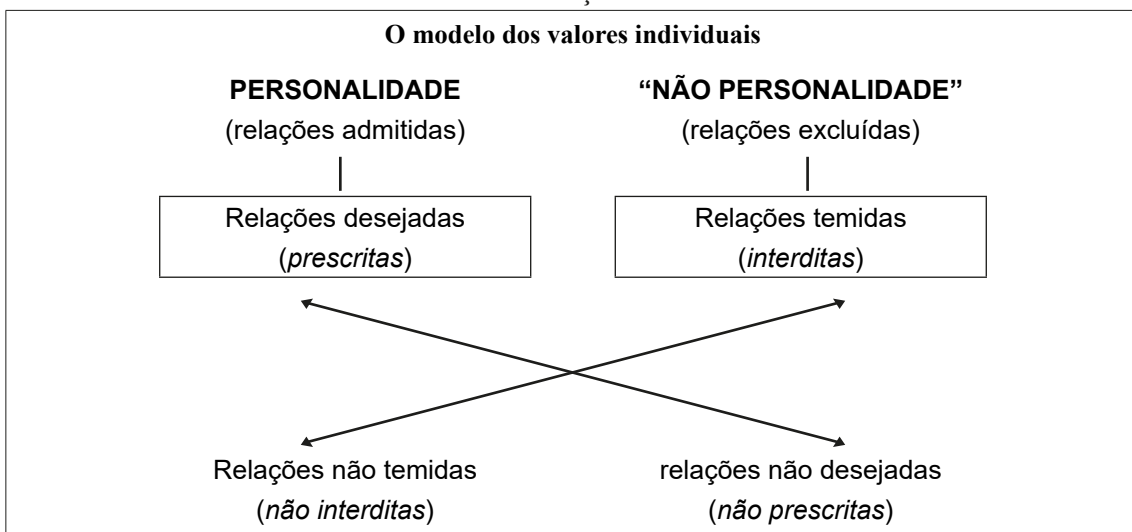 O modelo dos valores individuais
PERSONALIDADE “NÃO PERSONALIDADE”
(relações admitidas) (relações excluídas)
Relações desejadas Relações temidas
(prescritas) (interditas)
Relações não temidas relações não desejadas
(não interditas) (não prescritas)